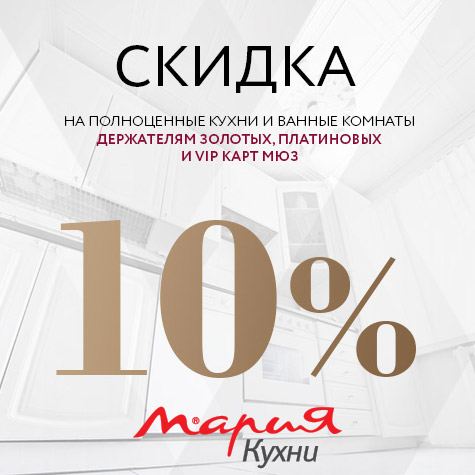 СКИДКА
НА ПОЛНОЦЕННЫЕ КУХНИ И ВАННЫЕ КОМНАТЫ
ДЕРЖАТЕЛЯМ ЗОЛОТЫХ, ПЛАТИНОВЫХ
И VIP КАРТ МЮЗ
10%
Мария
Кухни